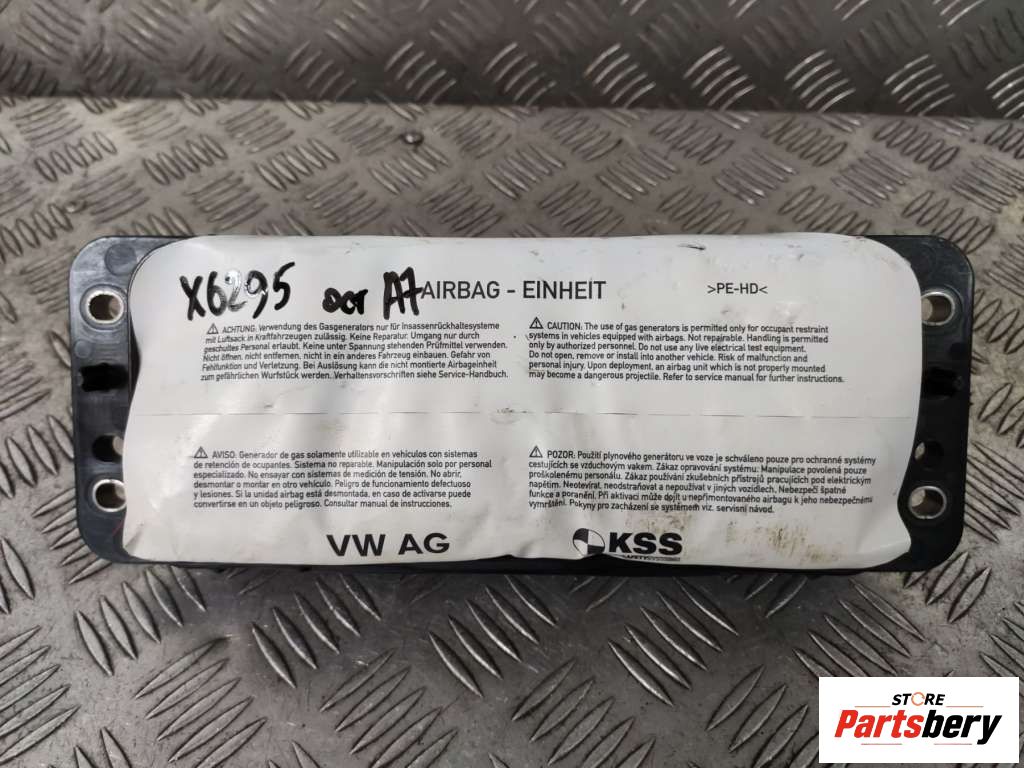 X6295 oct A7 AIRBAG - EINHEIT >PE-HD<
⚠ ACHTUNG: Verwendung des Gasgenerators nur für Insassenrückhaltesysteme
mit Luftsack in Kraftfahrzeugen zulässig. Keine Reparatur. Umgang nur durch
geschultes Personal erlaubt. Keine unter Spannung stehenden Prüfmittel verwenden.
Nicht öffnen, nicht entfernen, nicht in ein anderes Fahrzeug einbauen. Gefahr von
Fehlfunktion und Verletzung. Bei Auslösung kann die nicht montierte Airbageinheit
zum gefährlichen Wurfstück werden. Verhaltensvorschriften siehe Service-Handbuch.
⚠ CAUTION: The use of gas generators is permitted only for occupant restraint
systems in vehicles equipped with airbags. Not repairable. Handling is permitted
only by authorized personnel. Do not use any live electrical test equipment.
Do not open, remove or install into another vehicle. Risk of malfunction and
personal injury. Upon deployment, an airbag unit which is not properly mounted
may become a dangerous projectile. Refer to service manual for further instructions.
⚠ AVISO: Generador de gas solamente utilizable en vehículos con sistemas
de retención de ocupantes. Sistema no reparable. Manipulación solo por personal
especializado. No ensayar con sistemas de medición de tensión. No abrir,
desmontar o montar en otro vehículo. Peligro de funcionamiento defectuoso
y lesiones. Si la unidad airbag está desmontada, en caso de activarse puede
convertirse en un objeto peligroso. Consultar manual de instrucciones.
⚠ POZOR: Použití plynového generátoru ve voze je schváleno pouze pro ochranné systémy
cestujících se vzduchovým vakem. Zákaz opravování systému: Manipulace povolená pouze
proškolenému personálu. Zákaz používání zkušebních přístrojů pracujících pod elektrickým
napětím. Neotevírat, neodstraňovat a nepoužívat v jiných vozidlech. Nebezpečí špatné
funkce a poranění. Při aktivaci může dojít u nepřimontovaného airbagu k jeho nebezpečnému
vymrštění. Pokyny pro zacházení se systémem viz. servisní návod.
VW AG KSS
STORE
Partsbery